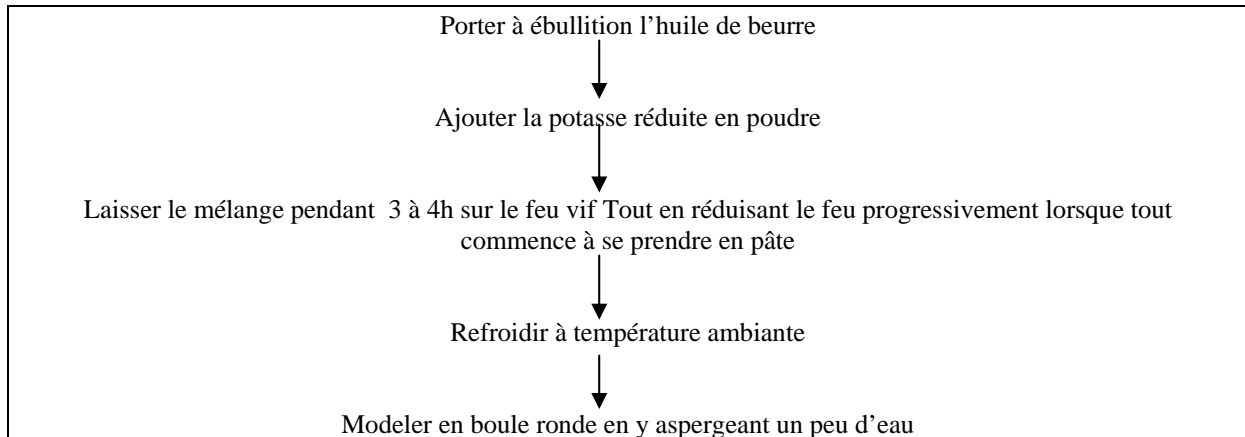 Porter à ébullition l’huile de beurre
Ajouter la potasse réduite en poudre
Laisser le mélange pendant 3 à 4h sur le feu vif Tout en réduisant le feu progressivement lorsque tout
commence à se prendre en pâte
Refroidir à température ambiante
Modeler en boule ronde en y aspergeant un peu d’eau